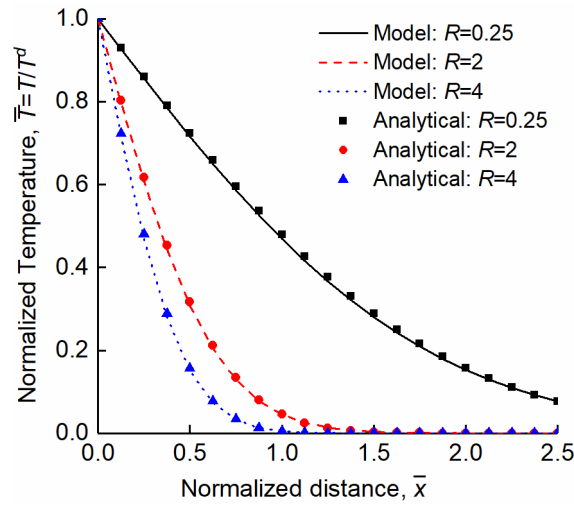 Model: R=0.25
Model: R=2
Model: R=4
Analytical: R=0.25
Analytical: R=2
Analytical: R=4
Normalized Temperature, T̅=T/Tᵈ
1.0
0.8
0.6
0.4
0.2
0.0
0.0 0.5 1.0 1.5 2.0 2.5
Normalized distance, x̅